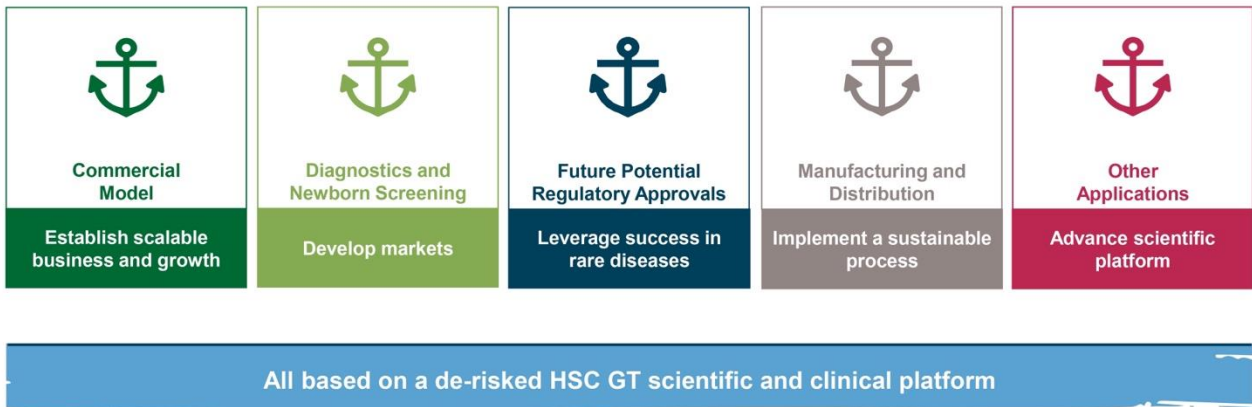 Commercial
Model
Establish scalable
business and growth
Diagnostics and
Newborn Screening
Develop markets
Future Potential
Regulatory Approvals
Leverage success in
rare diseases
Manufacturing and
Distribution
Implement a sustainable
process
Other
Applications
Advance scientific
platform
All based on a de-risked HSC GT scientific and clinical platform